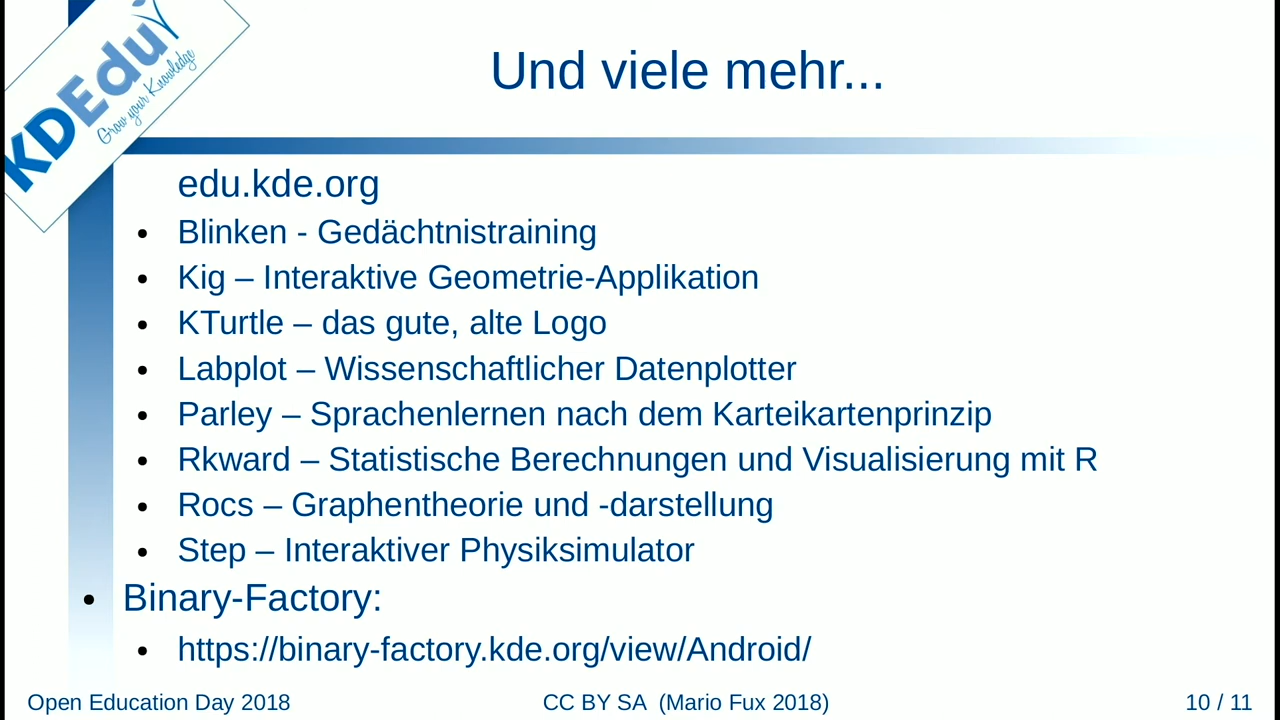 KDEdu
Grow your Knowledge
Und viele mehr...
edu.kde.org
• Blinken - Gedächtnistraining
• Kig – Interaktive Geometrie-Applikation
• KTurtle – das gute, alte Logo
• Labplot – Wissenschaftlicher Datenplotter
• Parley – Sprachenlernen nach dem Karteikartenprinzip
• Rkward – Statistische Berechnungen und Visualisierung mit R
• Rocs – Graphentheorie und -darstellung
• Step – Interaktiver Physiksimulator
• Binary-Factory:
• https://binary-factory.kde.org/view/Android/
Open Education Day 2018
CC BY SA (Mario Fux 2018)
10 / 11